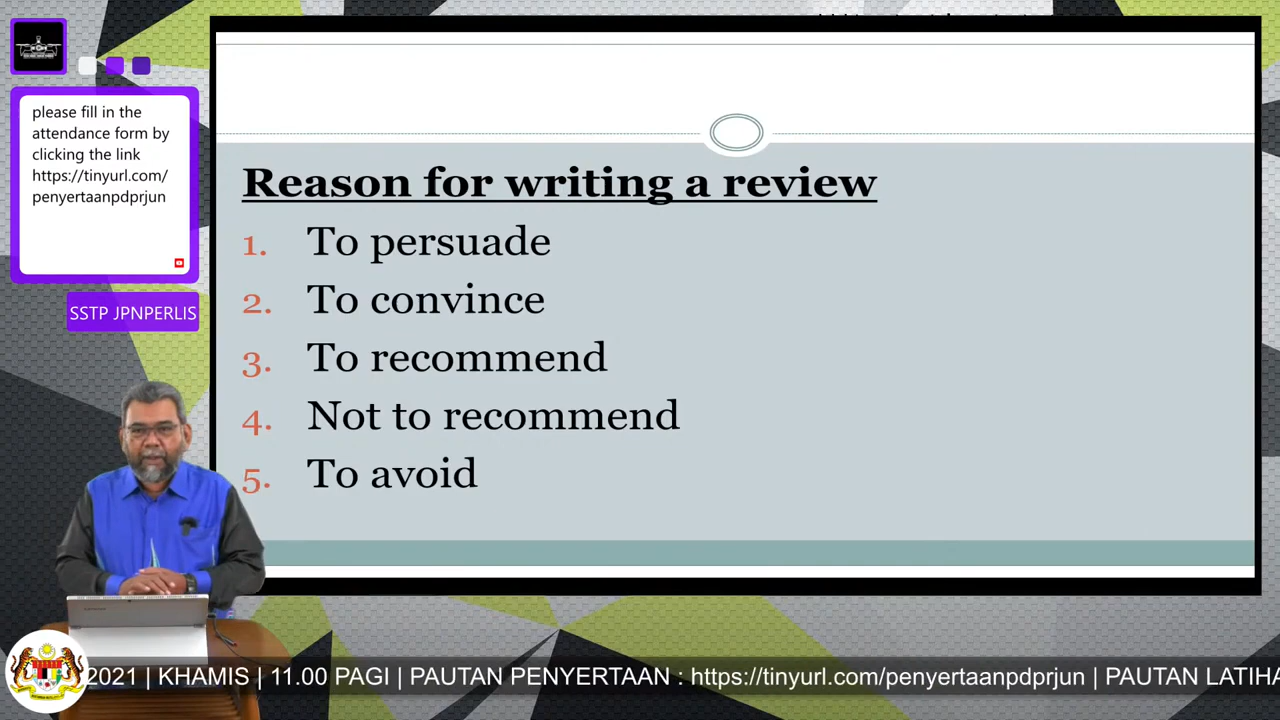 please fill in the
attendance form by
clicking the link
https://tinyurl.com/
penyertaanpdprjun
SSTP JPNPERLIS
Reason for writing a review
1. To persuade
2. To convince
3. To recommend
4. Not to recommend
5. To avoid
2021 | KHAMIS | 11.00 PAGI | PAUTAN PENYERTAAN : https://tinyurl.com/penyertaanpdprjun | PAUTAN LATIHA